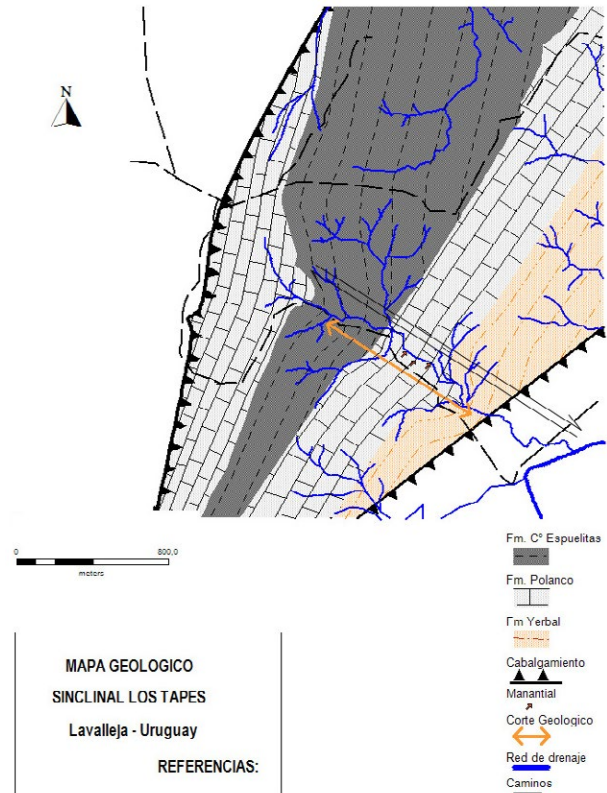 N
0
800,0
meters
Fm. Cº Espuelitas
Fm. Polanco
Fm Yerbal
Cabalgamiento
Manantial
Corte Geologico
Red de drenaje
Caminos
MAPA GEOLOGICO
SINCLINAL LOS TAPES
Lavalleja - Uruguay
REFERENCIAS: